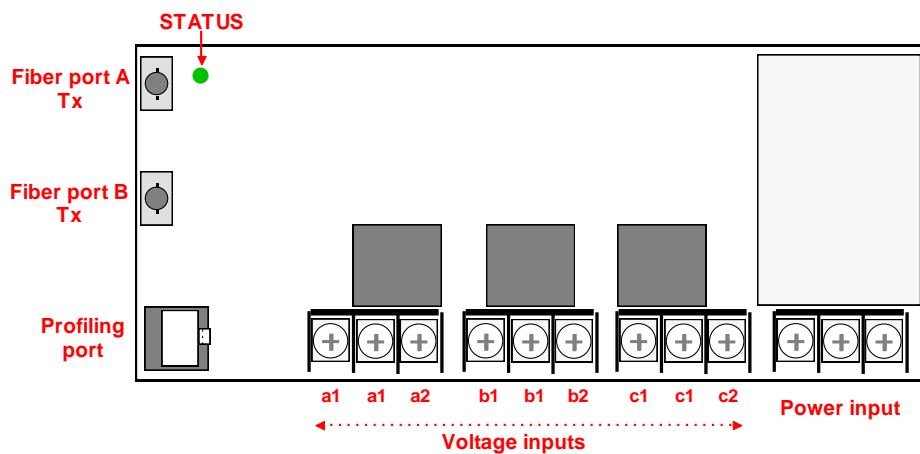 STATUS
Fiber port A
Tx
Fiber port B
Tx
Profiling
port
a1 a1 a2 b1 b1 b2 c1 c1 c2
Power input
Voltage inputs